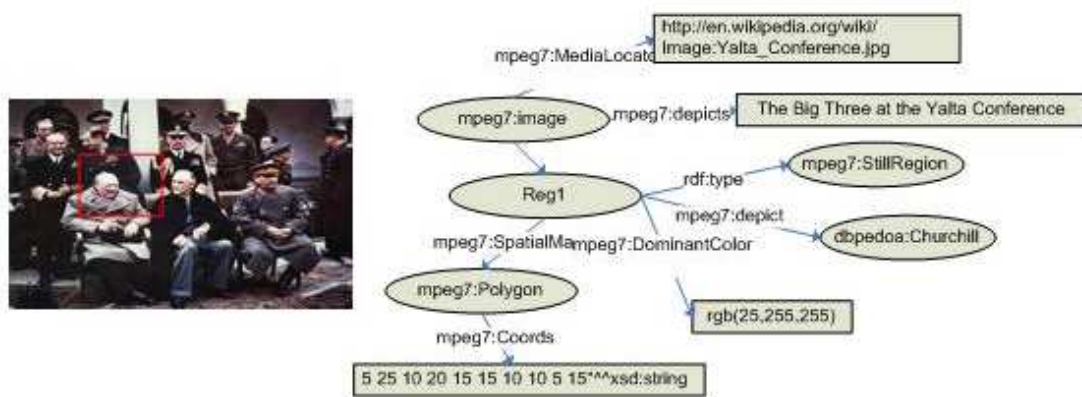 http://en.wikipedia.org/wiki/
Image:Yalta_Conference.jpg
mpeg7:MediaLocato
mpeg7:image
mpeg7:depicts
The Big Three at the Yalta Conference
mpeg7:StillRegion
rdf:type
Reg1
mpeg7:depict
dbpedoa:Churchill
mpeg7:SpatialMa
mpeg7:DominantColor
mpeg7:Polygon
rgb(25,255,255)
mpeg7:Coords
5 25 10 20 15 15 10 10 5 15"^^xsd:string